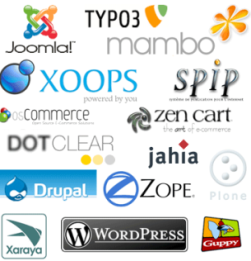 Joomla!
TYPO3
mambo
XOOPS
powered by you
spip
osCommerce
zen cart
the art of e-commerce
DOTCLEAR
jahia
Plone
Drupal
ZOPE
Xaraya
WORDPRESS
Guppy